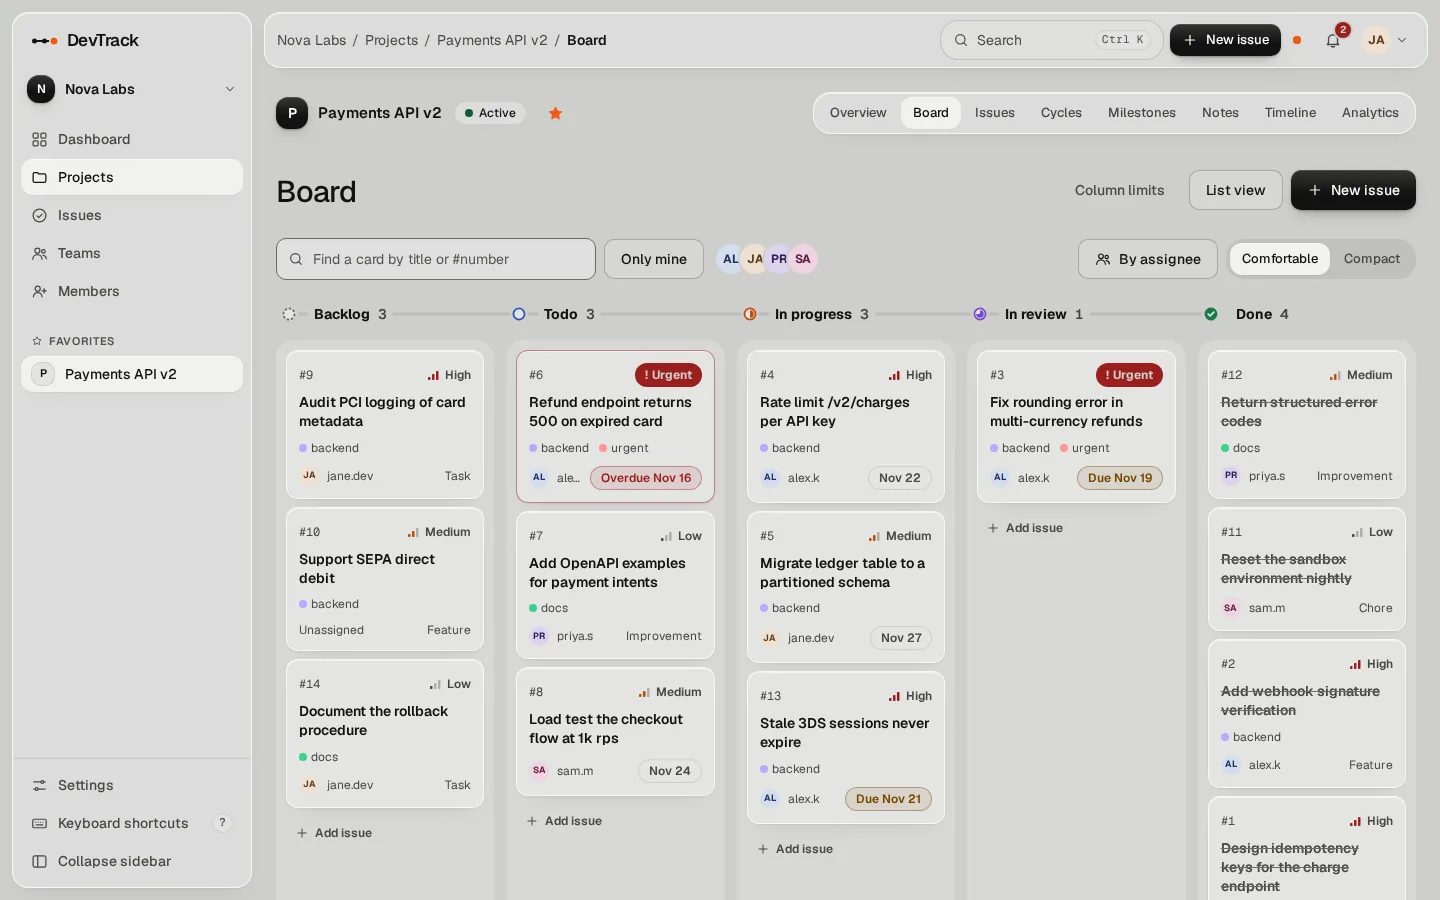 DevTrack
N Nova Labs
Dashboard
Projects
Issues
Teams
Members
FAVORITES
P Payments API v2
Settings
Keyboard shortcuts ?
Collapse sidebar
Nova Labs / Projects / Payments API v2 / Board
Search Ctrl K
New issue
2
JA
P Payments API v2 Active
Overview Board Issues Cycles Milestones Notes Timeline Analytics
Board
Column limits List view New issue
Find a card by title or #number Only mine AL JA PR SA By assignee Comfortable Compact
Backlog 3
#9 High
Audit PCI logging of card
metadata
backend
JA jane.dev Task
#10 Medium
Support SEPA direct
debit
backend
Unassigned Feature
#14 Low
Document the rollback
procedure
docs
JA jane.dev Task
Add issue
Todo 3
#6 ! Urgent
Refund endpoint returns
500 on expired card
backend urgent
AL ale... Overdue Nov 16
#7 Low
Add OpenAPI examples
for payment intents
docs
PR priya.s Improvement
#8 Medium
Load test the checkout
flow at 1k rps
SA sam.m Nov 24
Add issue
In progress 3
#4 High
Rate limit /v2/charges
per API key
backend
AL alex.k Nov 22
#5 Medium
Migrate ledger table to a
partitioned schema
backend
JA jane.dev Nov 27
#13 High
Stale 3DS sessions never
expire
backend
AL alex.k Due Nov 21
Add issue
In review 1
#3 ! Urgent
Fix rounding error in
multi-currency refunds
backend urgent
AL alex.k Due Nov 19
Add issue
Done 4
#12 Medium
Return structured error
codes
docs
PR priya.s Improvement
#11 Low
Reset the sandbox
environment nightly
SA sam.m Chore
#2 High
Add webhook signature
verification
backend
AL alex.k Feature
#1 High
Design idempotency
keys for the charge
endpoint